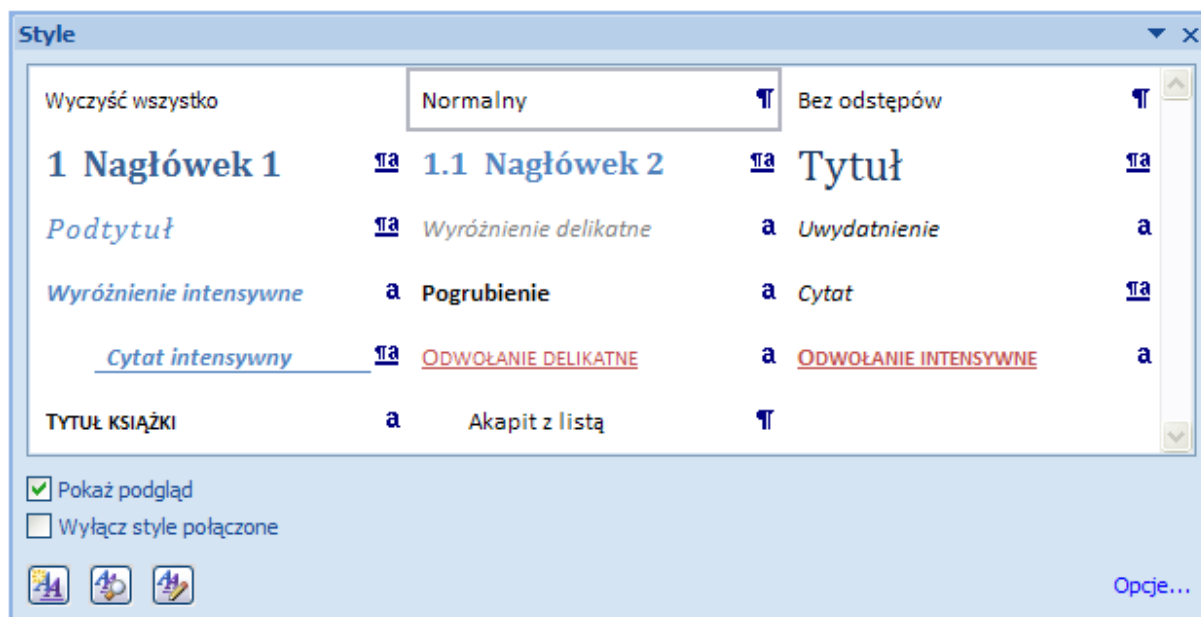 Style
Wyczyść wszystko Normalny ¶ Bez odstępów ¶
1 Nagłówek 1 ¶a 1.1 Nagłówek 2 ¶a Tytuł ¶a
Podtytuł ¶a Wyróżnienie delikatne a Uwydatnienie a
Wyróżnienie intensywne a Pogrubienie a Cytat ¶a
Cytat intensywny ¶a ODWOŁANIE DELIKATNE a ODWOŁANIE INTENSYWNE a
TYTUŁ KSIĄŻKI a Akapit z listą ¶
Pokaż podgląd
Wyłącz style połączone
Opcje...